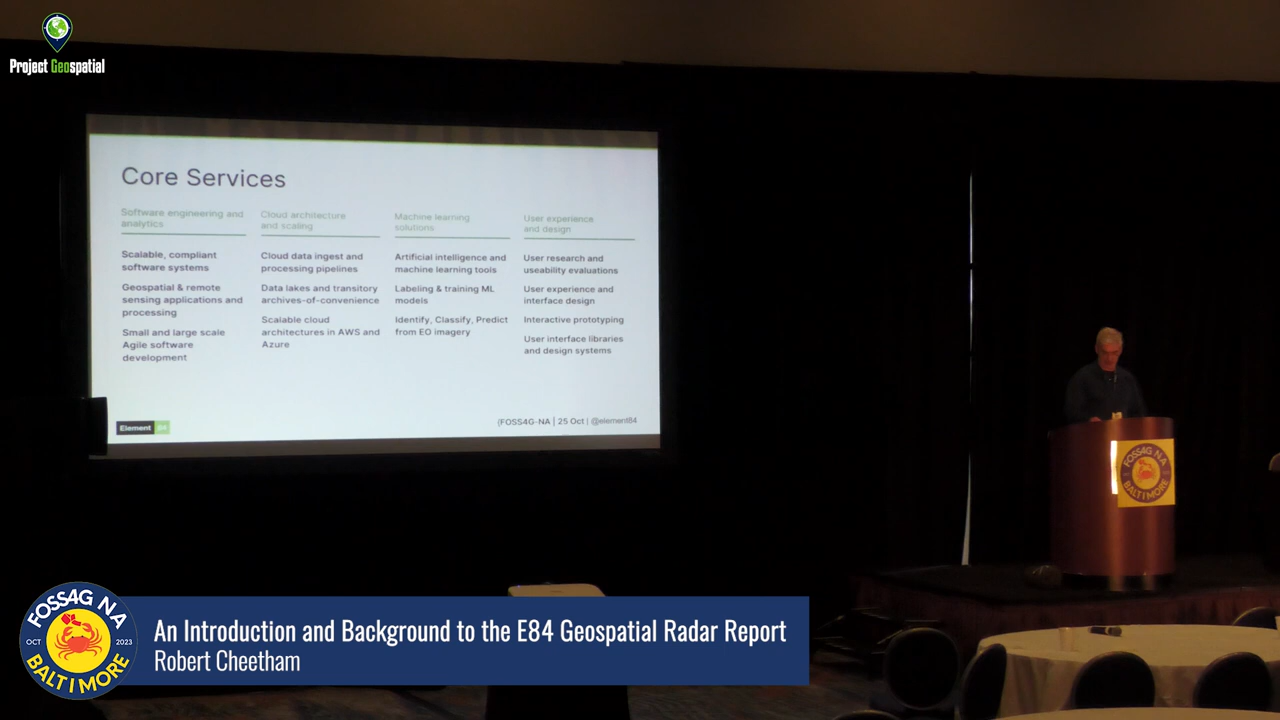 Project Geospatial
Core Services
Software engineering and
analytics
Scalable, compliant
software systems
Geospatial & remote
sensing applications and
processing
Small and large scale
Agile software
development
Cloud architecture
and scaling
Cloud data ingest and
processing pipelines
Data lakes and transitory
archives-of-convenience
Scalable cloud
architectures in AWS and
Azure
Machine learning
solutions
Artificial intelligence and
machine learning tools
Labeling & training ML
models
Identify, Classify, Predict
from EO imagery
User experience
and design
User research and
useability evaluations
User experience and
interface design
Interactive prototyping
User interface libraries
and design systems
Element 84
FOSS4G-NA | 25 Oct | @element84
FOSS4G NA
BALTIMORE
FOSS4G NA
OCT 2023
BALTIMORE
An Introduction and Background to the E84 Geospatial Radar Report
Robert Cheetham